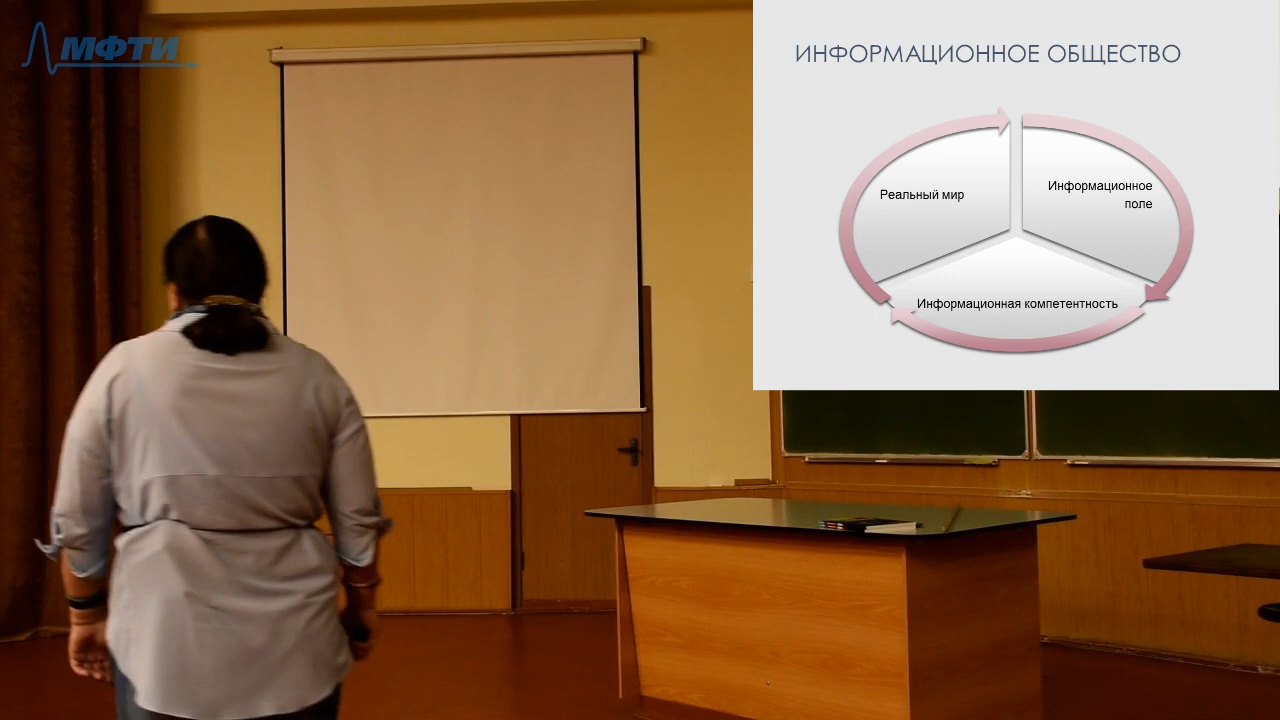 МФТИ
ИНФОРМАЦИОННОЕ ОБЩЕСТВО
Реальный мир
Информационное
поле
Информационная компетентность